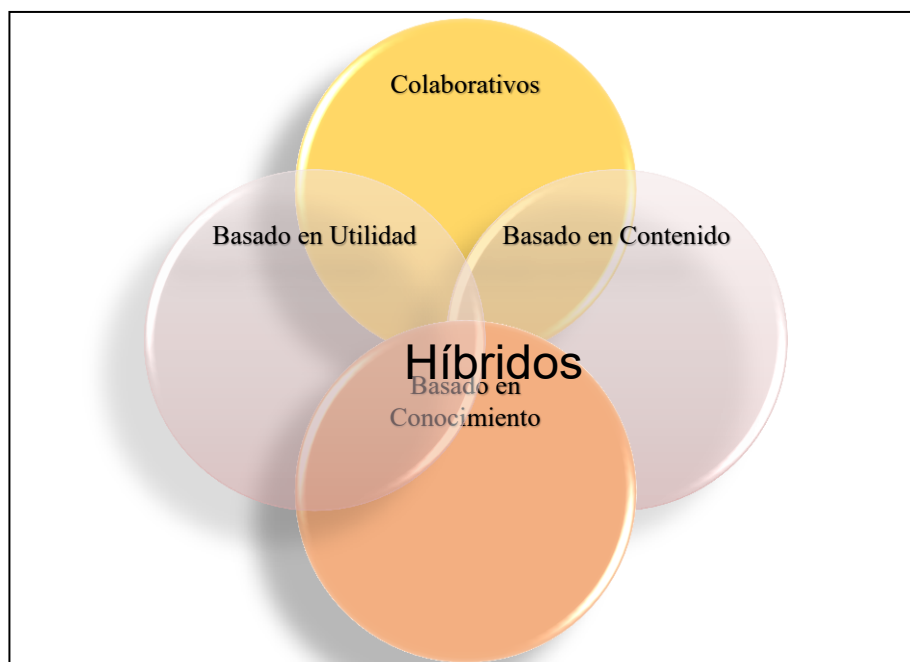 Colaborativos
Basado en Utilidad
Basado en Contenido
Híbridos
Basado en
Conocimiento